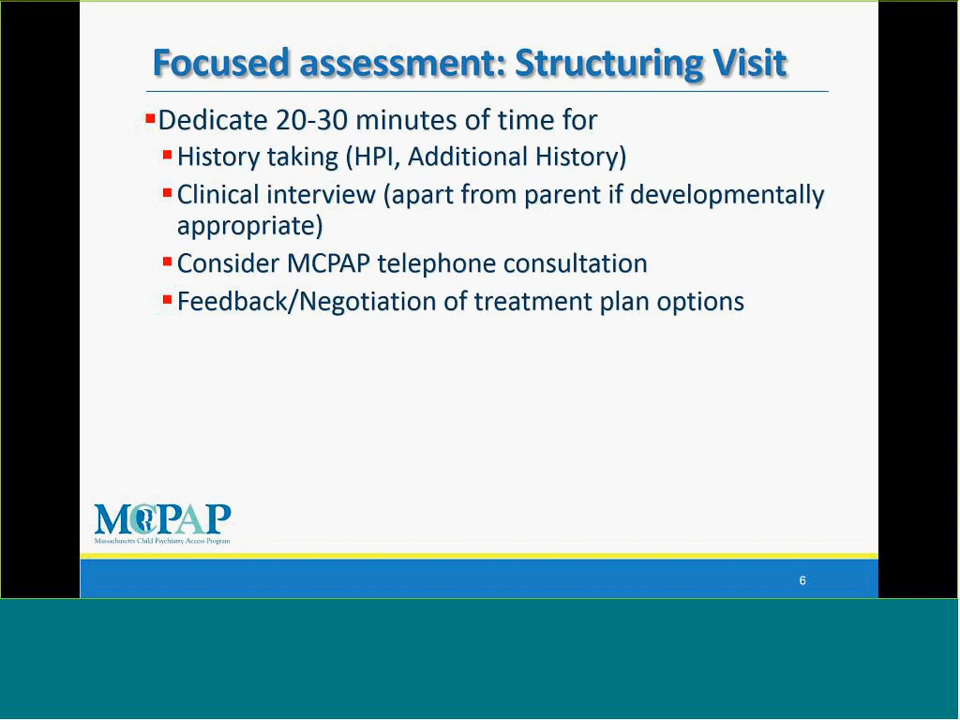 Focused assessment: Structuring Visit
▪Dedicate 20-30 minutes of time for
▪History taking (HPI, Additional History)
▪Clinical interview (apart from parent if developmentally
appropriate)
▪Consider MCPAP telephone consultation
▪Feedback/Negotiation of treatment plan options
MCPAP
Massachusetts Child Psychiatry Access Program
6